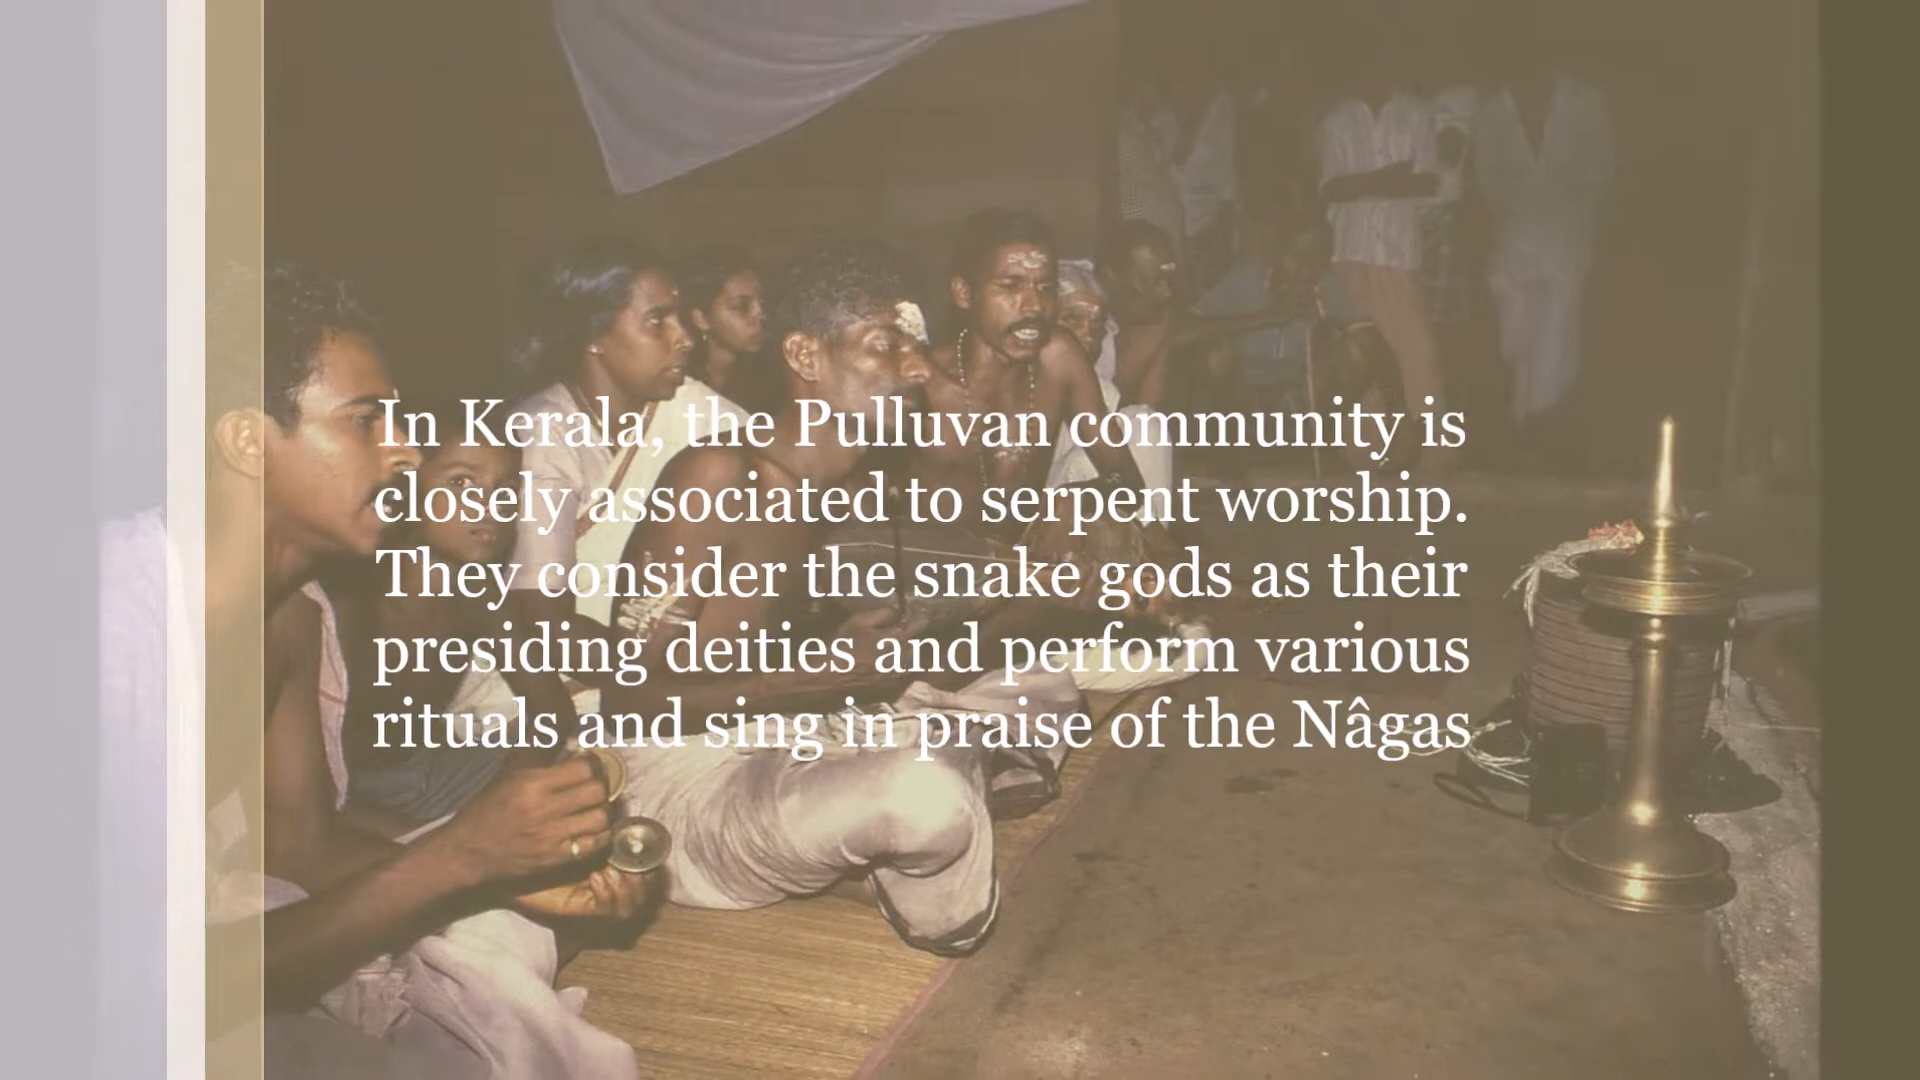 In Kerala, the Pulluvan community is
closely associated to serpent worship.
They consider the snake gods as their
presiding deities and perform various
rituals and sing in praise of the Nâgas